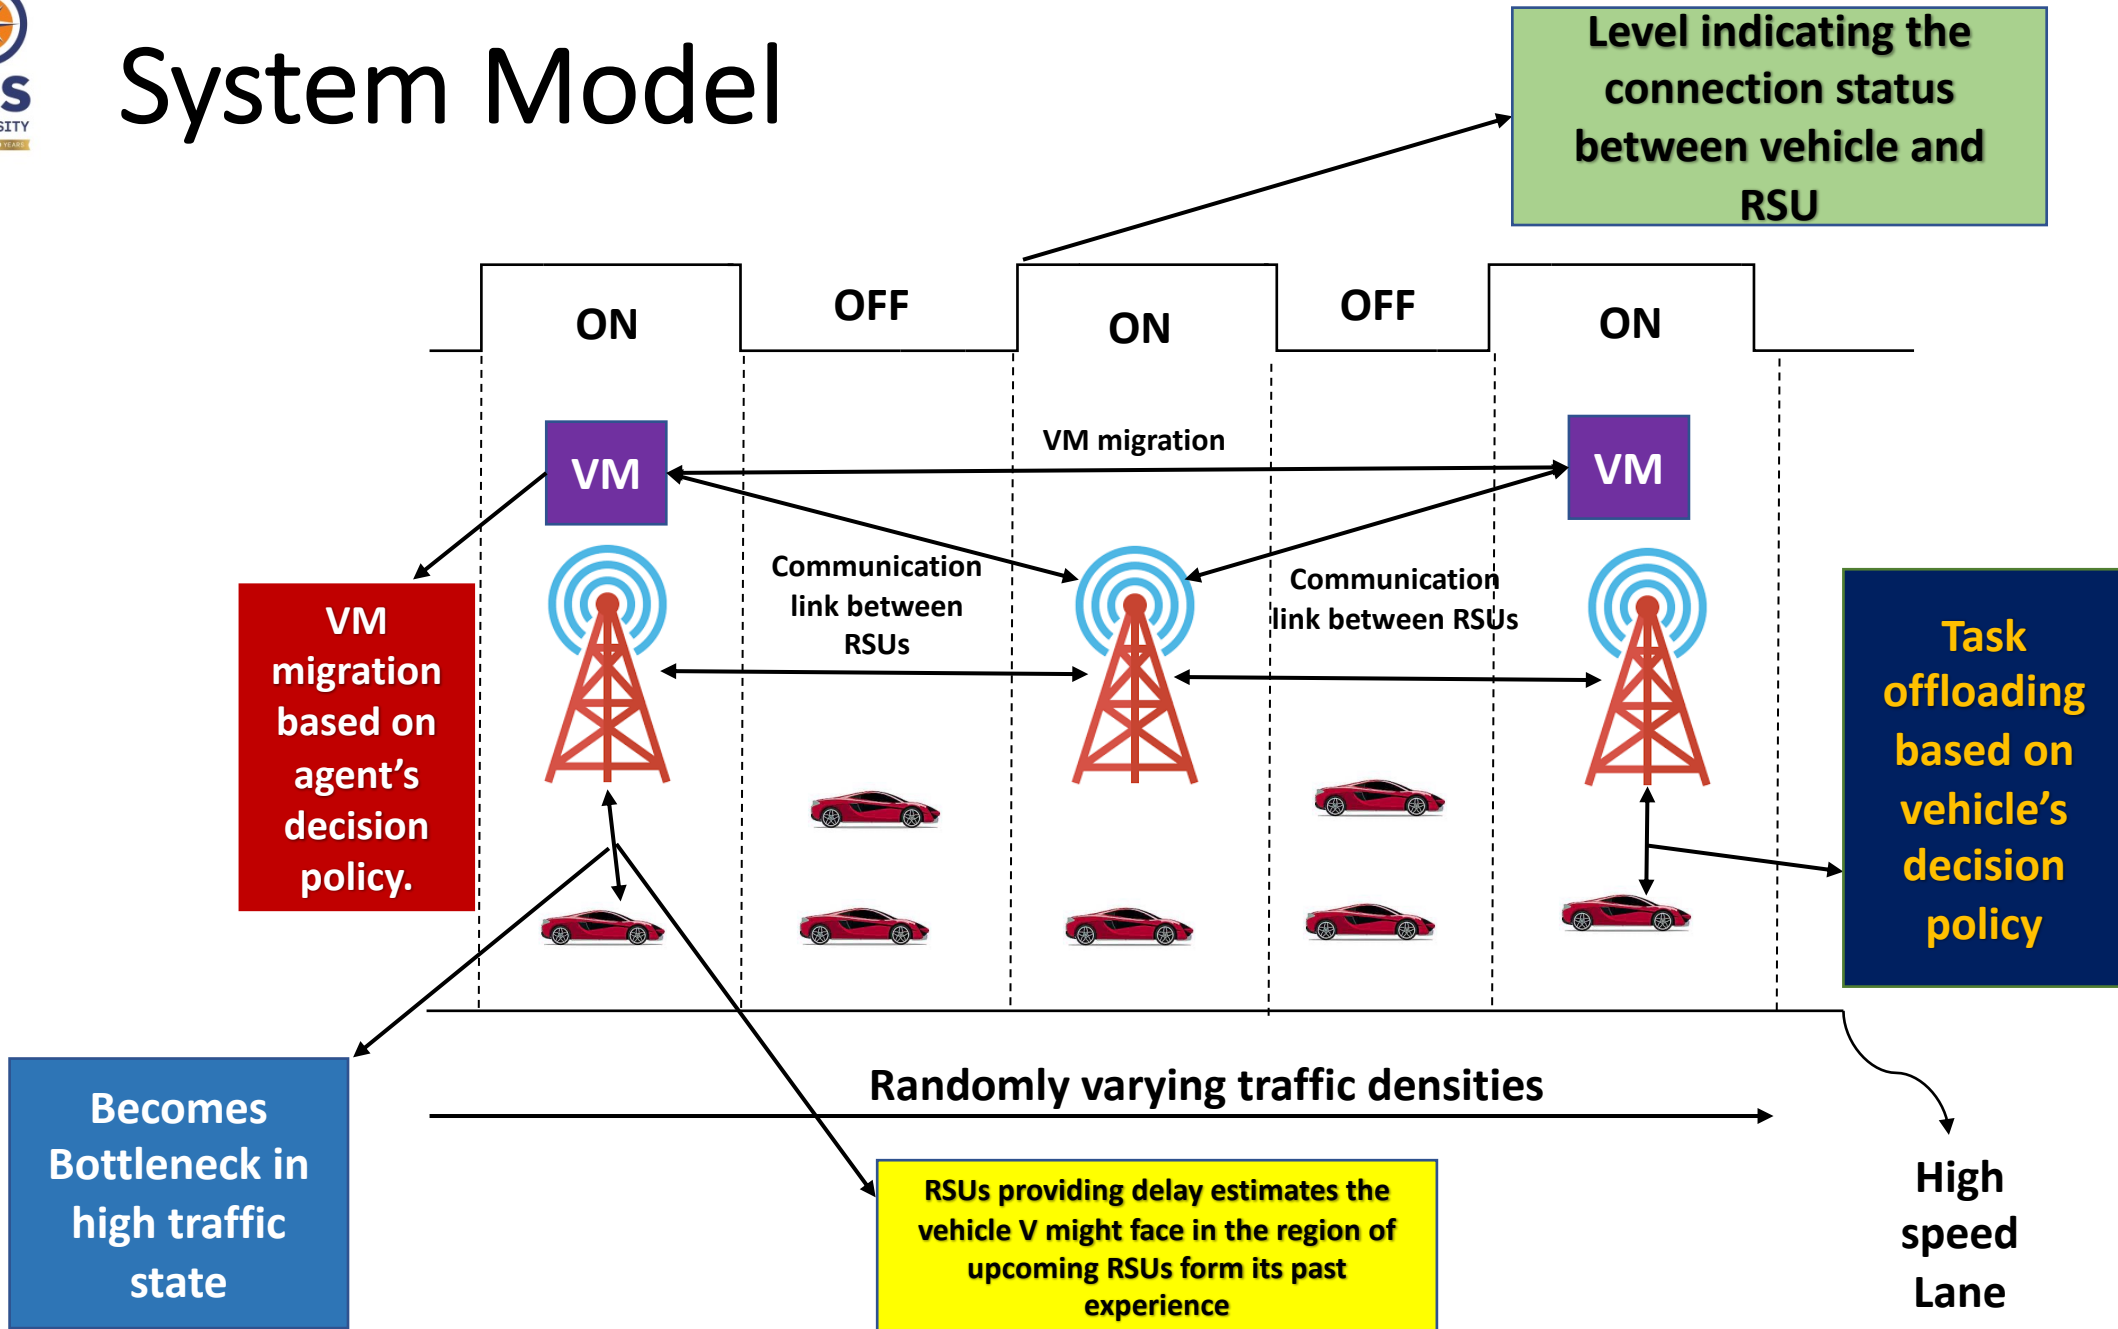 System Model
Level indicating the
connection status
between vehicle and
RSU
ON
OFF
ON
OFF
ON
VM
VM migration
VM
Communication
link between
RSUs
Communication
link between RSUs
VM
migration
based on
agent's
decision
policy.
Task
offloading
based on
vehicle's
decision
policy
Becomes
Bottleneck in
high traffic
state
Randomly varying traffic densities
RSUs providing delay estimates the
vehicle V might face in the region of
upcoming RSUs form its past
experience
High
speed
Lane